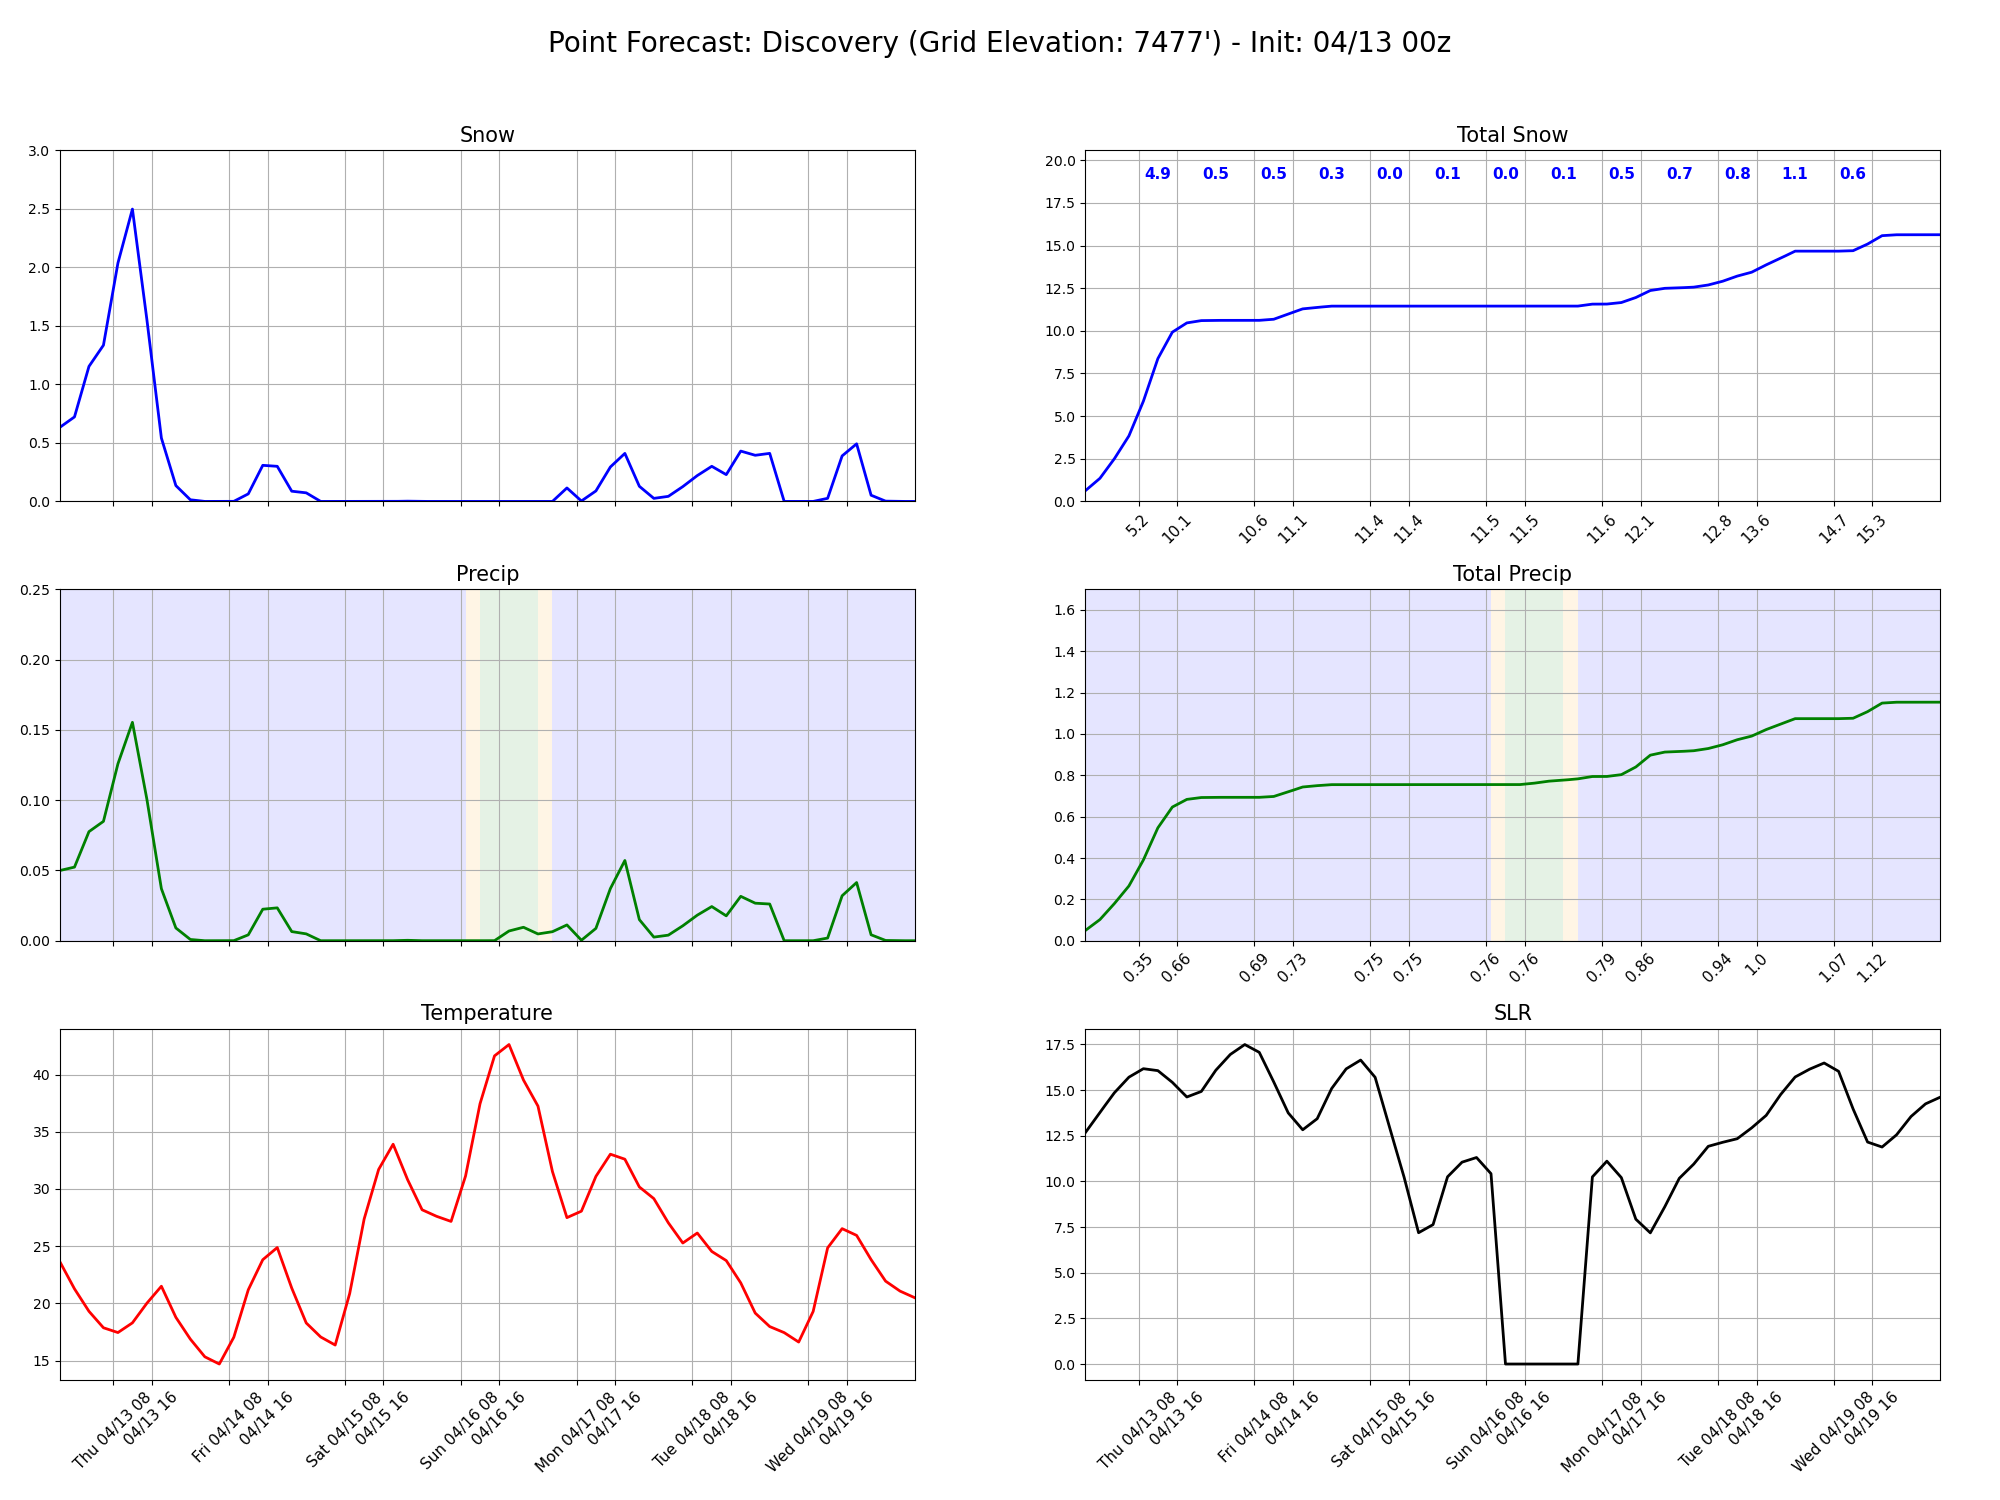 Point Forecast: Discovery (Grid Elevation: 7477') - Init: 04/13 00z
Snow
3.0
2.5
2.0
1.5
1.0
0.5
0.0
Total Snow
20.0
17.5
15.0
12.5
10.0
7.5
5.0
2.5
0.0
4.9 0.5 0.5 0.3 0.0 0.1 0.0 0.1 0.5 0.7 0.8 1.1 0.6
5.2 10.1 10.6 11.1 11.4 11.4 11.5 11.5 11.6 12.1 12.8 13.6 14.7 15.3
Precip
0.25
0.20
0.15
0.10
0.05
0.00
Total Precip
1.6
1.4
1.2
1.0
0.8
0.6
0.4
0.2
0.0
0.35 0.66 0.69 0.73 0.75 0.75 0.76 0.76 0.79 0.86 0.94 1.0 1.07 1.12
Temperature
40
35
30
25
20
15
Thu 04/13 08
04/13 16
Fri 04/14 08
04/14 16
Sat 04/15 08
04/15 16
Sun 04/16 08
04/16 16
Mon 04/17 08
04/17 16
Tue 04/18 08
04/18 16
Wed 04/19 08
04/19 16
SLR
17.5
15.0
12.5
10.0
7.5
5.0
2.5
0.0
Thu 04/13 08
04/13 16
Fri 04/14 08
04/14 16
Sat 04/15 08
04/15 16
Sun 04/16 08
04/16 16
Mon 04/17 08
04/17 16
Tue 04/18 08
04/18 16
Wed 04/19 08
04/19 16